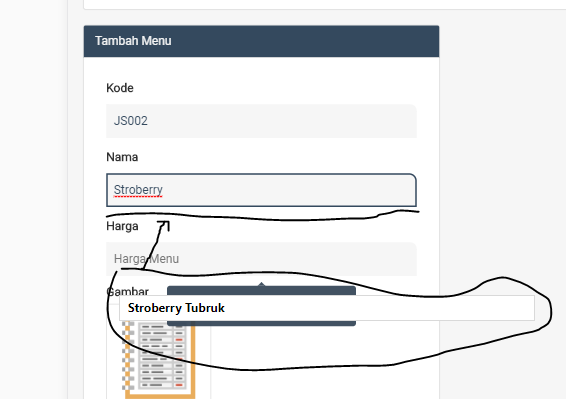 Tambah Menu
Kode
JS002
Nama
Stroberry
Harga
Harga Menu
Gambar
Stroberry Tubruk